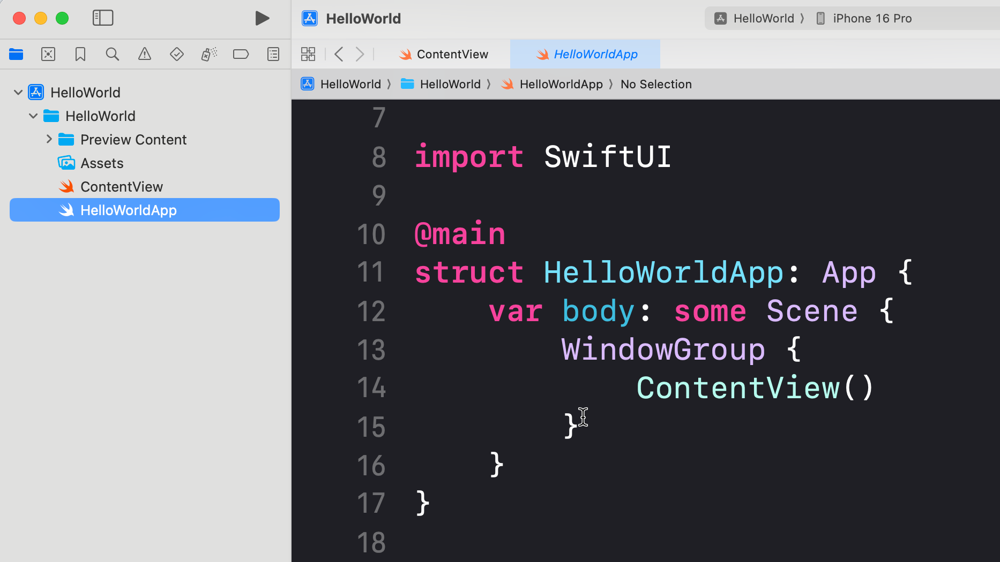 HelloWorld
HelloWorld 〉 iPhone 16 Pro
ContentView
HelloWorldApp
HelloWorld 〉 HelloWorld 〉 HelloWorldApp 〉 No Selection
HelloWorld
HelloWorld
Preview Content
Assets
ContentView
HelloWorldApp
7
8 import SwiftUI
9
10 @main
11 struct HelloWorldApp: App {
12     var body: some Scene {
13         WindowGroup {
14             ContentView()
15         }
16     }
17 }
18